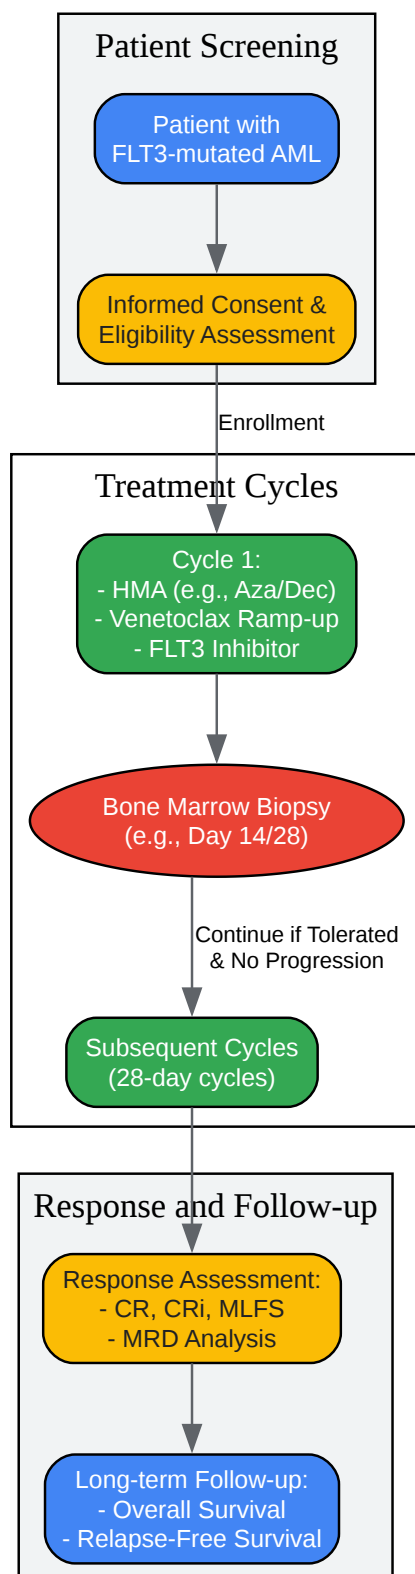 Patient Screening
Patient with
FLT3-mutated AML
Informed Consent &
Eligibility Assessment
Enrollment
Treatment Cycles
Cycle 1:
- HMA (e.g., Aza/Dec)
- Venetoclax Ramp-up
- FLT3 Inhibitor
Bone Marrow Biopsy
(e.g., Day 14/28)
Continue if Tolerated
& No Progression
Subsequent Cycles
(28-day cycles)
Response and Follow-up
Response Assessment:
- CR, CRi, MLFS
- MRD Analysis
Long-term Follow-up:
- Overall Survival
- Relapse-Free Survival